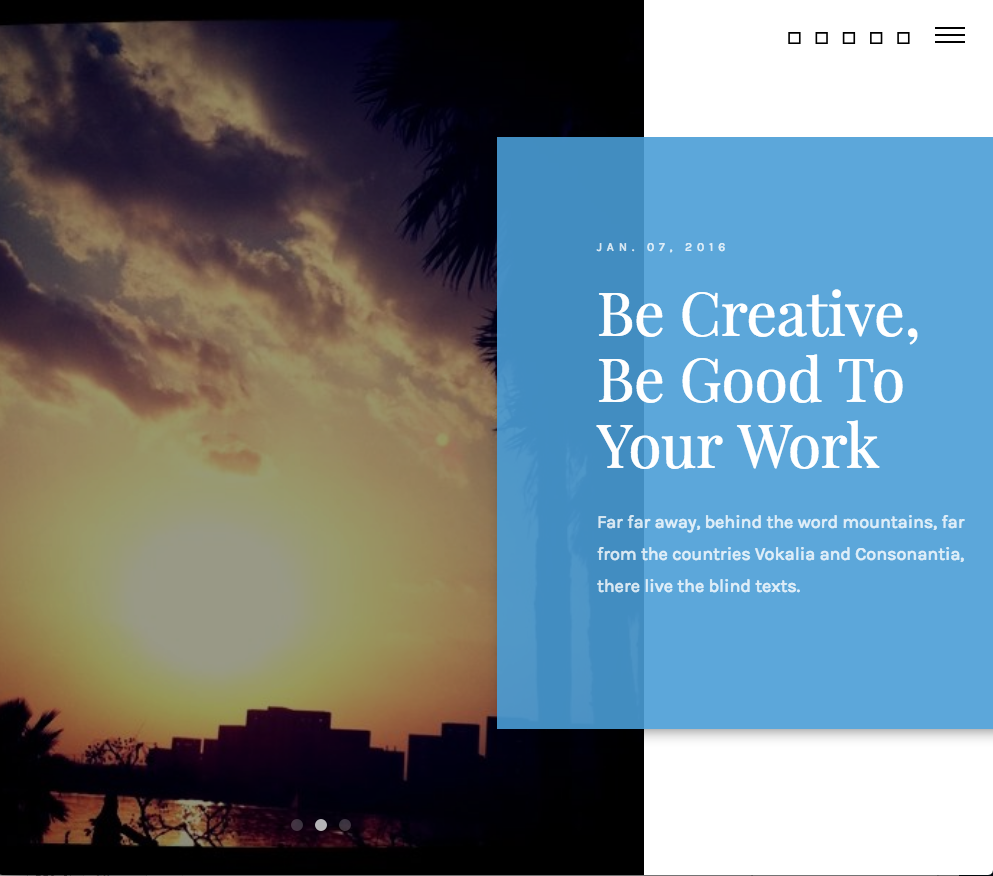 JAN. 07, 2016
Be Creative,
Be Good To
Your Work
Far far away, behind the word mountains, far
from the countries Vokalia and Consonantia,
there live the blind texts.